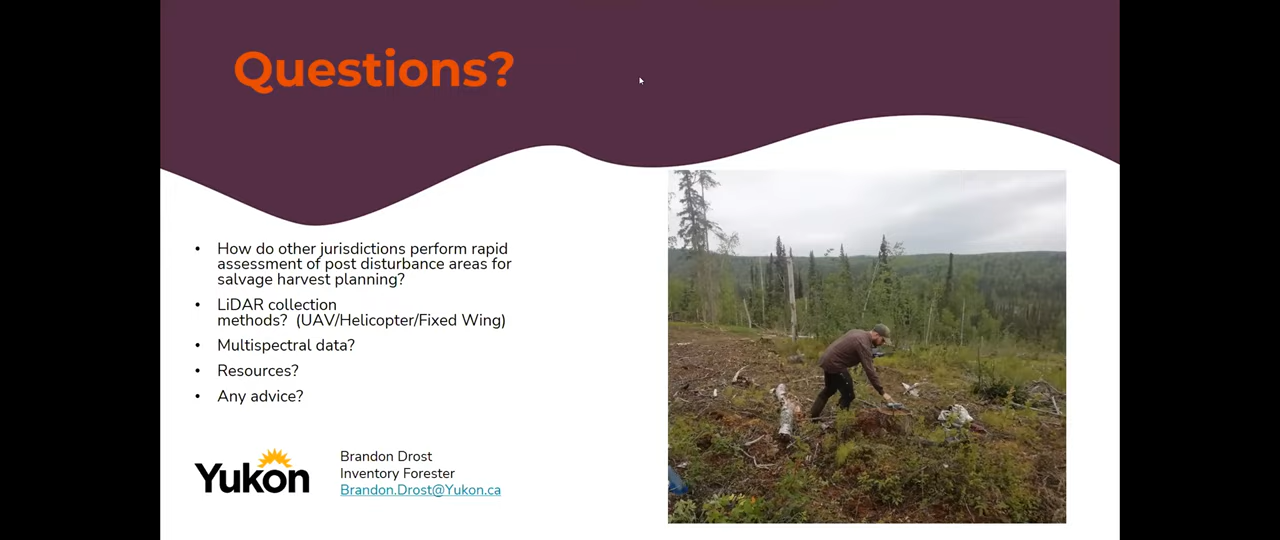 Questions?
• How do other jurisdictions perform rapid
assessment of post disturbance areas for
salvage harvest planning?
• LiDAR collection
methods?  (UAV/Helicopter/Fixed Wing)
• Multispectral data?
• Resources?
• Any advice?
Yukon
Brandon Drost
Inventory Forester
Brandon.Drost@Yukon.ca